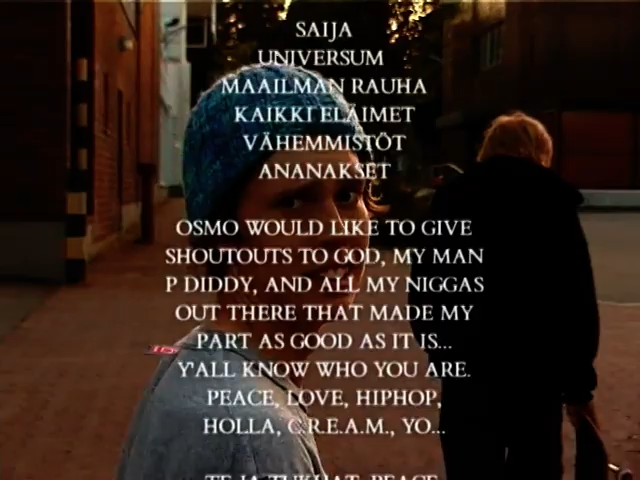 SAIJA
UNIVERSUM
MAAILMAN RAUHA
KAIKKI ELÄIMET
VÄHEMMISTÖT
ANANAKSET
OSMO WOULD LIKE TO GIVE
SHOUTOUTS TO GOD, MY MAN
P DIDDY, AND ALL MY NIGGAS
OUT THERE THAT MADE MY
PART AS GOOD AS IT IS...
Y'ALL KNOW WHO YOU ARE.
PEACE, LOVE, HIPHOP,
HOLLA, C.R.E.A.M., YO...